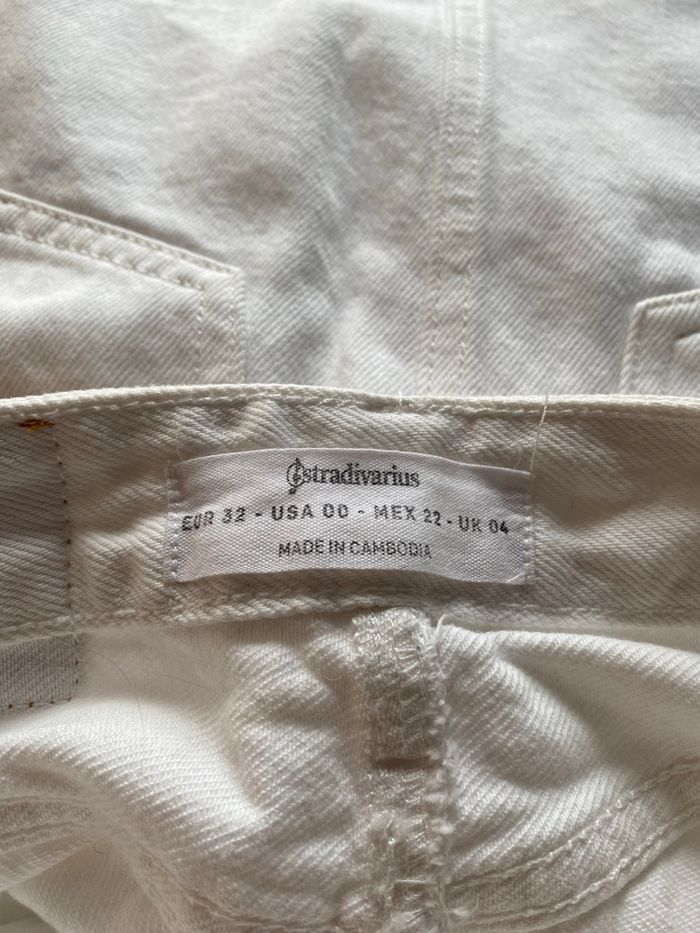 stradivarius
EUR 32 - USA 00 - MEX 22 - UK 04
MADE IN CAMBODIA